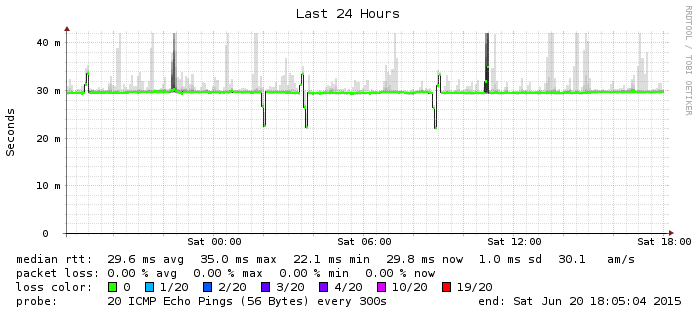 Last 24 Hours
RRDTOOL / TOBI OETIKER
Seconds
40 m
30 m
20 m
10 m
0
Sat 00:00 Sat 06:00 Sat 12:00 Sat 18:00
median rtt: 29.6 ms avg 35.0 ms max 22.1 ms min 29.8 ms now 1.0 ms sd 30.1 am/s
packet loss: 0.00 % avg 0.00 % max 0.00 % min 0.00 % now
loss color: 0 1/20 2/20 3/20 4/20 10/20 19/20
probe: 20 ICMP Echo Pings (56 Bytes) every 300s end: Sat Jun 20 18:05:04 2015